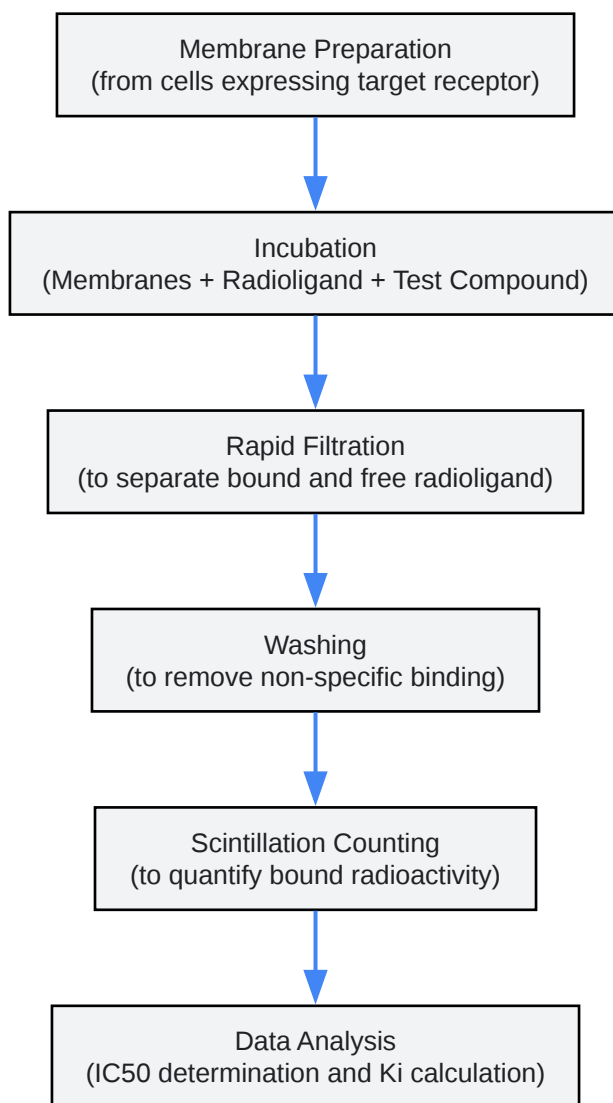 Membrane Preparation
(from cells expressing target receptor)
Incubation
(Membranes + Radioligand + Test Compound)
Rapid Filtration
(to separate bound and free radioligand)
Washing
(to remove non-specific binding)
Scintillation Counting
(to quantify bound radioactivity)
Data Analysis
(IC50 determination and Ki calculation)